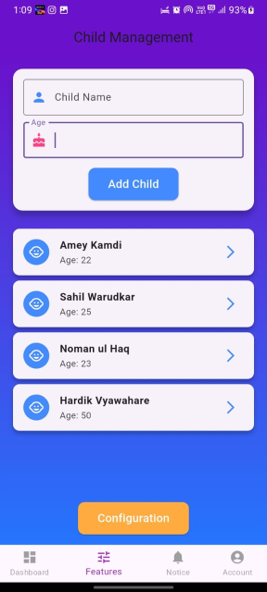 1:09 93%
Child Management
Child Name
Age
Add Child
Amey Kamdi
Age: 22
Sahil Warudkar
Age: 25
Noman ul Haq
Age: 23
Hardik Vyawahare
Age: 50
Configuration
Dashboard Features Notice Account